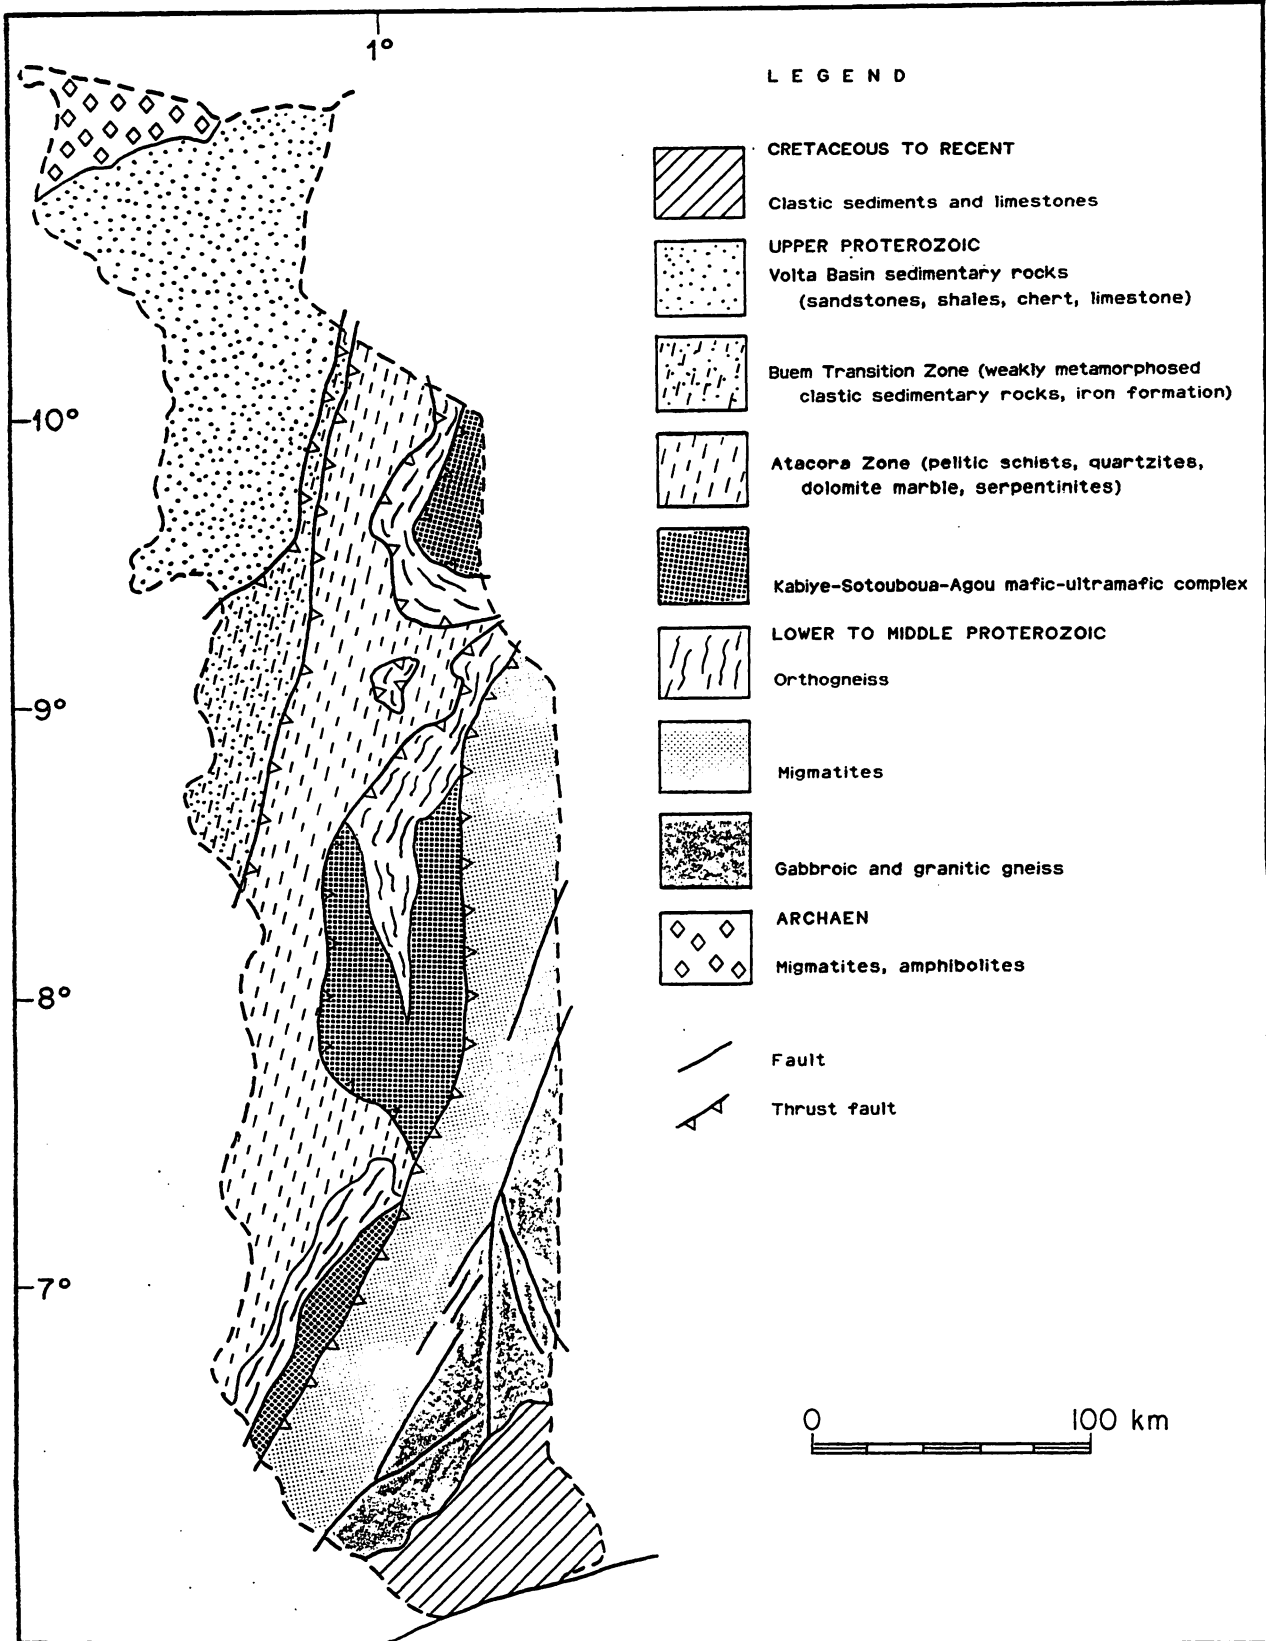 1°
LEGEND
CRETACEOUS TO RECENT
Clastic sediments and limestones
UPPER PROTEROZOIC
Volta Basin sedimentary rocks
(sandstones, shales, chert, limestone)
Buem Transition Zone (weakly metamorphosed
clastic sedimentary rocks, iron formation)
10°
Atacora Zone (pelitic schists, quartzites,
dolomite marble, serpentinites)
Kabiye-Sotouboua-Agou mafic-ultramafic complex
LOWER TO MIDDLE PROTEROZOIC
Orthogneiss
9°
Migmatites
Gabbroic and granitic gneiss
ARCHAEN
Migmatites, amphibolites
8°
Fault
Thrust fault
7°
0 100 km